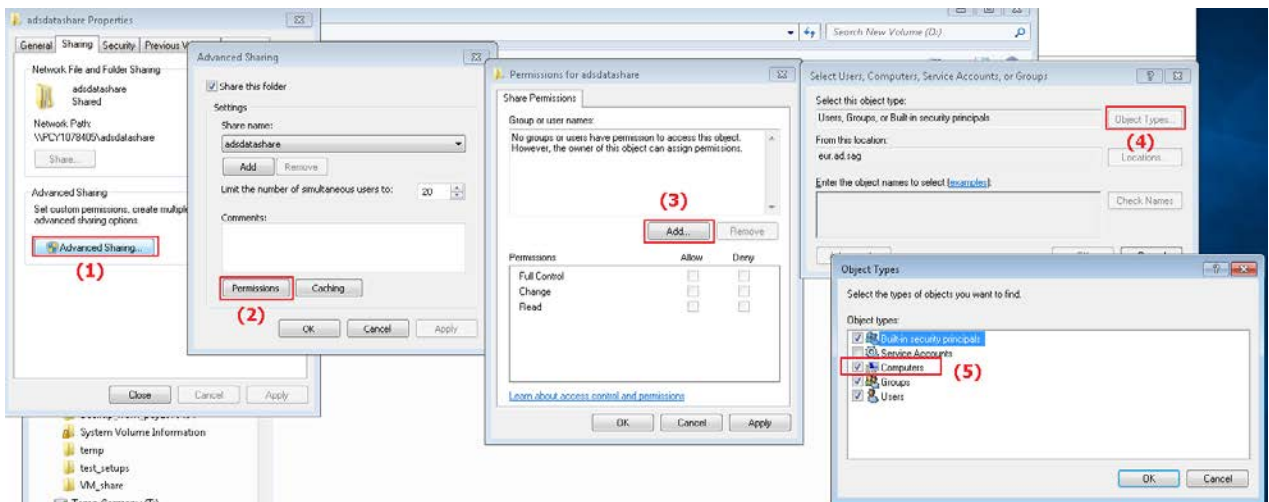 adsdatashare Properties
General Sharing Security Previous V
Network File and Folder Sharing
adsdatashare
Shared
Network Path:
\\PCY1078405\adsdatashare
Share...
Advanced Sharing
Set custom permissions, create multiple
advanced sharing options.
Advanced Sharing...
(1)
Close Cancel Apply
System Volume Information
temp
test_setups
VM_share
Advanced Sharing
Share this folder
Settings
Share name:
adsdatashare
Add Remove
Limit the number of simultaneous users to: 20
Comments:
Permissions Caching
(2)
OK Cancel Apply
Search New Volume (D:)
Permissions for adsdatashare
Share Permissions
Group or user names:
No groups or users have permission to access this object.
However, the owner of this object can assign permissions.
(3)
Add... Remove
Permissions Allow Deny
Full Control
Change
Read
Learn about access control and permissions
OK Cancel Apply
Select Users, Computers, Service Accounts, or Groups
Select this object type:
Users, Groups, or Built-in security principals Object Types...
(4)
From this location:
eur.ad.sag Locations...
Enter the object names to select (examples):
Check Names
Object Types
Select the types of objects you want to find.
Object types:
Built-in security principals
Service Accounts
Computers
(5)
Groups
Users
OK Cancel